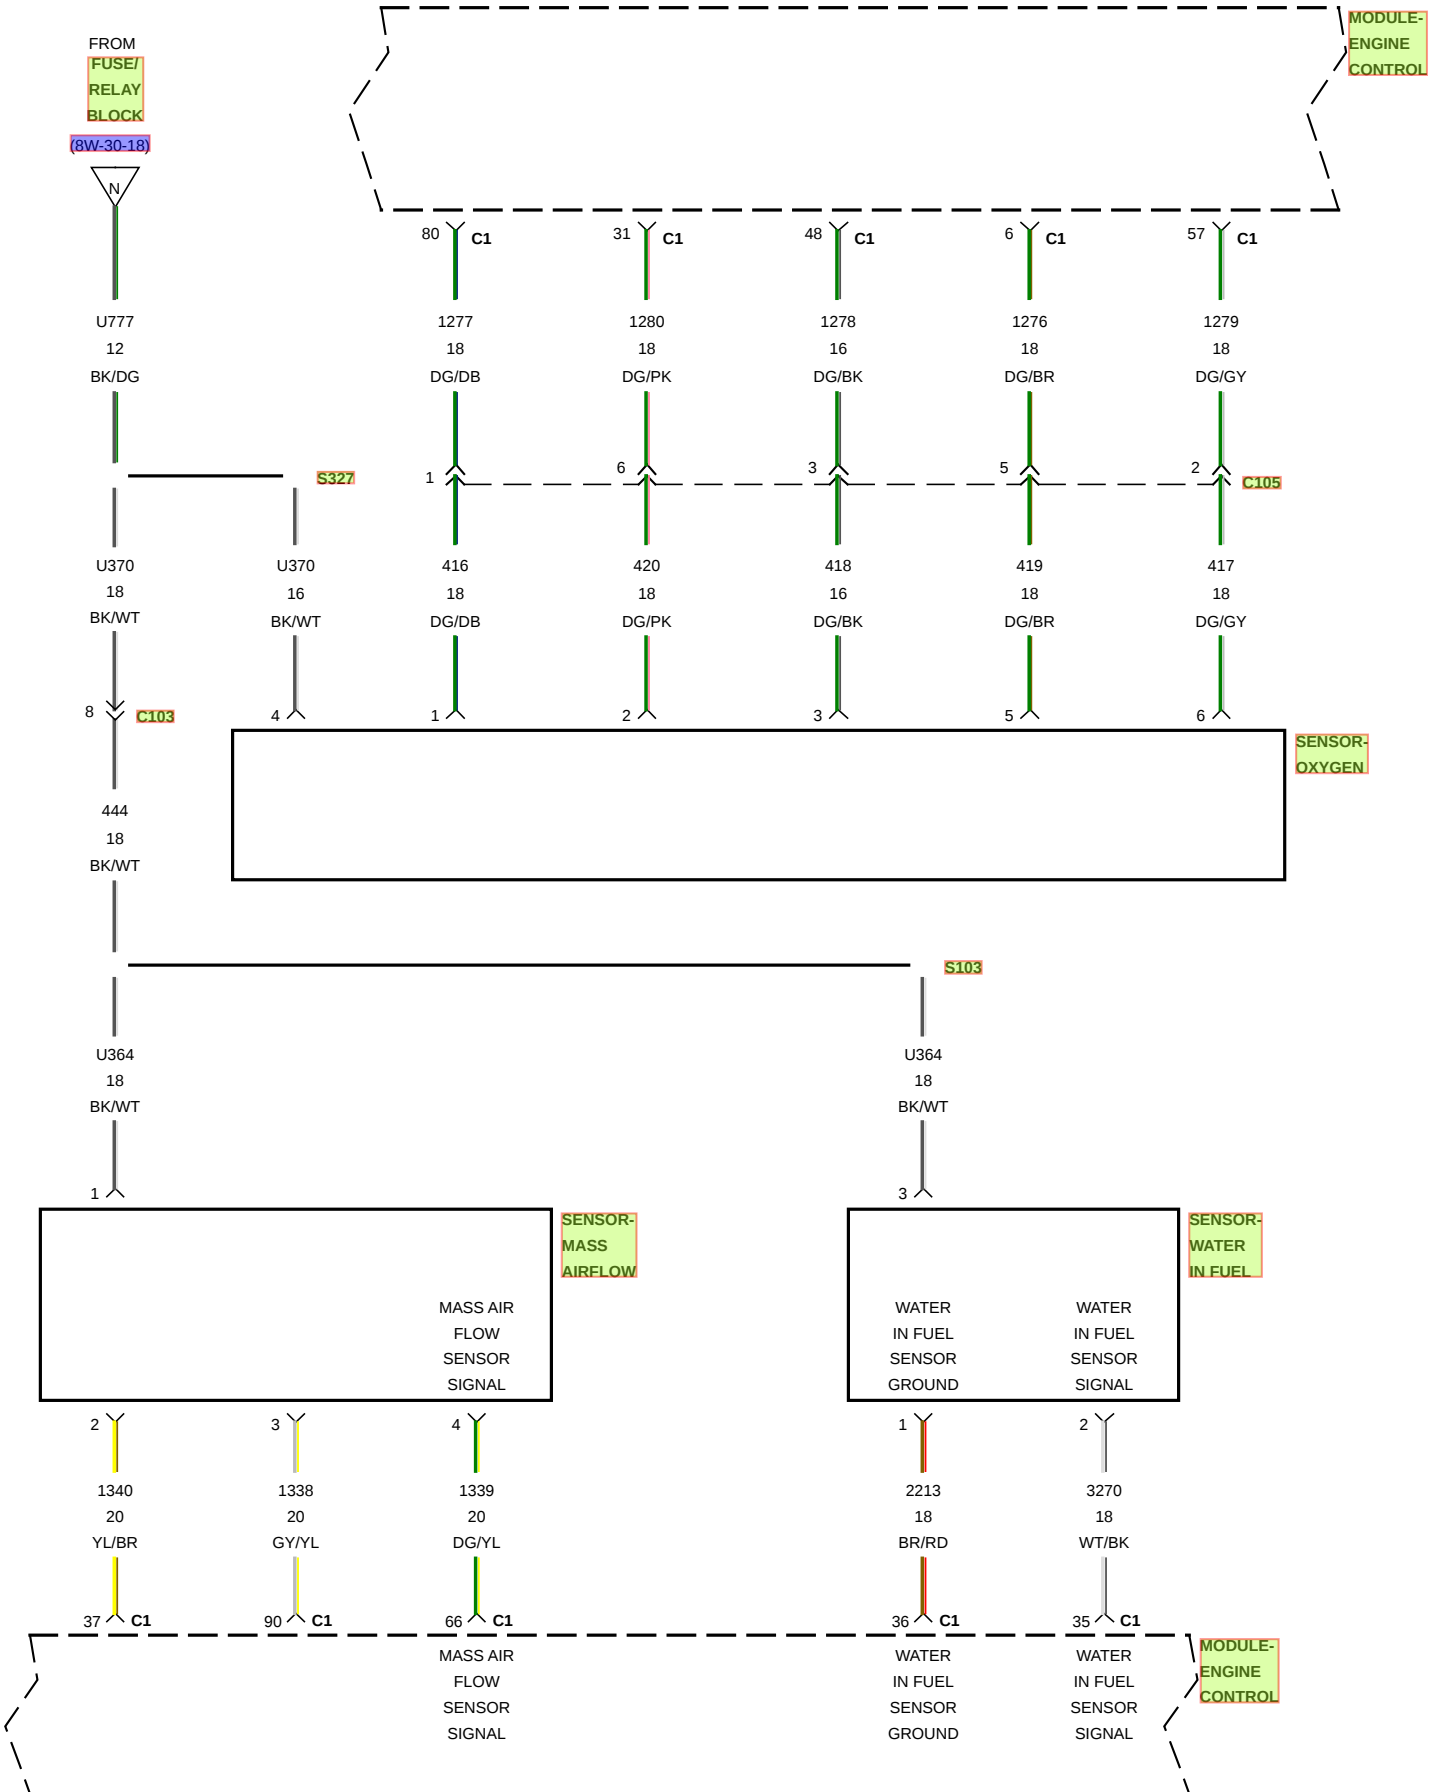 MODULE-
ENGINE
CONTROL
FROM
FUSE/
RELAY
BLOCK
(8W-30-18)
N
80 C1 31 C1 48 C1 6 C1 57 C1
U777 1277 1280 1278 1276 1279
12 18 18 16 18 18
BK/DG DG/DB DG/PK DG/BK DG/BR DG/GY
S327 1 6 3 5 2 C105
U370 U370 416 420 418 419 417
18 16 18 18 16 18 18
BK/WT BK/WT DG/DB DG/PK DG/BK DG/BR DG/GY
8 C103 4 1 2 3 5 6
SENSOR-
OXYGEN
444
18
BK/WT
S103
U364 U364
18 18
BK/WT BK/WT
1 3
SENSOR-
MASS
AIRFLOW
SENSOR-
WATER
IN FUEL
MASS AIR WATER WATER
FLOW IN FUEL IN FUEL
SENSOR SENSOR SENSOR
SIGNAL GROUND SIGNAL
2 3 4 1 2
1340 1338 1339 2213 3270
20 20 20 18 18
YL/BR GY/YL DG/YL BR/RD WT/BK
37 C1 90 C1 66 C1 36 C1 35 C1
MODULE-
ENGINE
CONTROL
MASS AIR WATER WATER
FLOW IN FUEL IN FUEL
SENSOR SENSOR SENSOR
SIGNAL GROUND SIGNAL